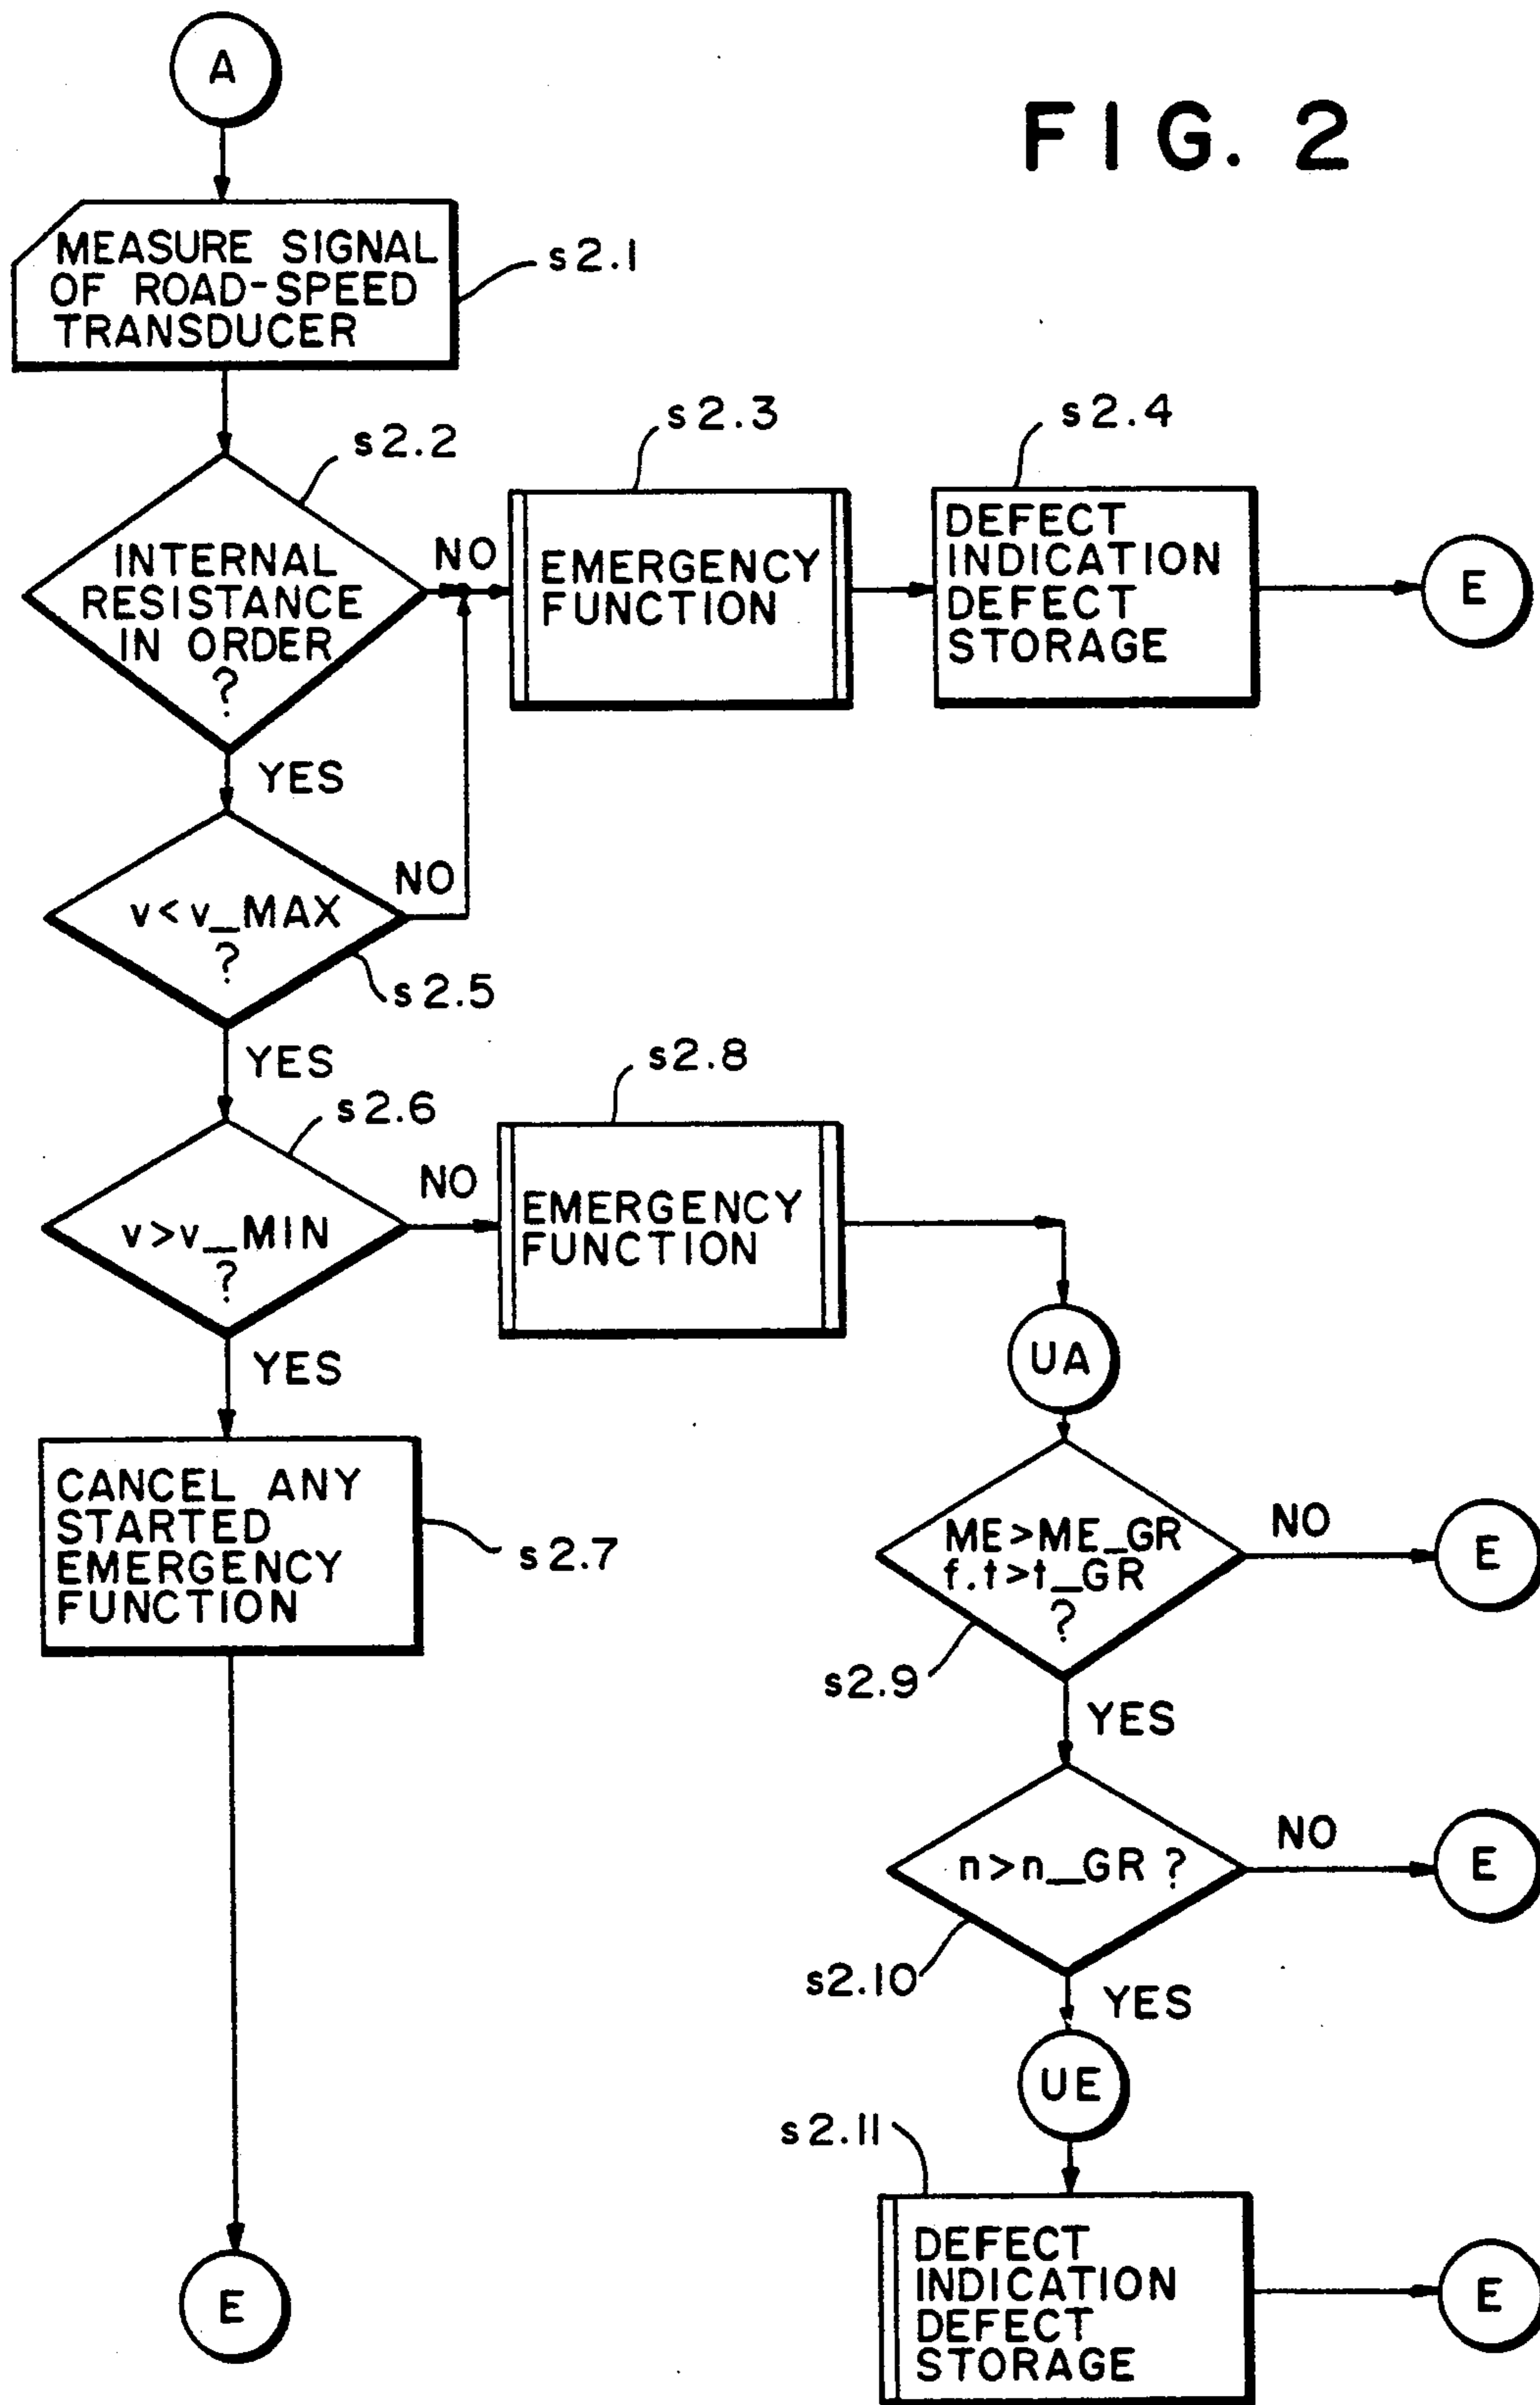 A
FIG. 2
MEASURE SIGNAL
OF ROAD-SPEED
TRANSDUCER
s2.1
s2.2
s2.3
s2.4
INTERNAL
RESISTANCE
IN ORDER
?
NO
EMERGENCY
FUNCTION
DEFECT
INDICATION
DEFECT
STORAGE
E
YES
v<v_MAX
?
NO
s2.5
YES
s2.6
s2.8
v>v_MIN
?
NO
EMERGENCY
FUNCTION
UA
YES
CANCEL ANY
STARTED
EMERGENCY
FUNCTION
s2.7
ME>ME_GR
f.t>t_GR
?
NO
E
s2.9
YES
n>n_GR ?
NO
E
s2.10
YES
UE
s2.11
DEFECT
INDICATION
DEFECT
STORAGE
E
E